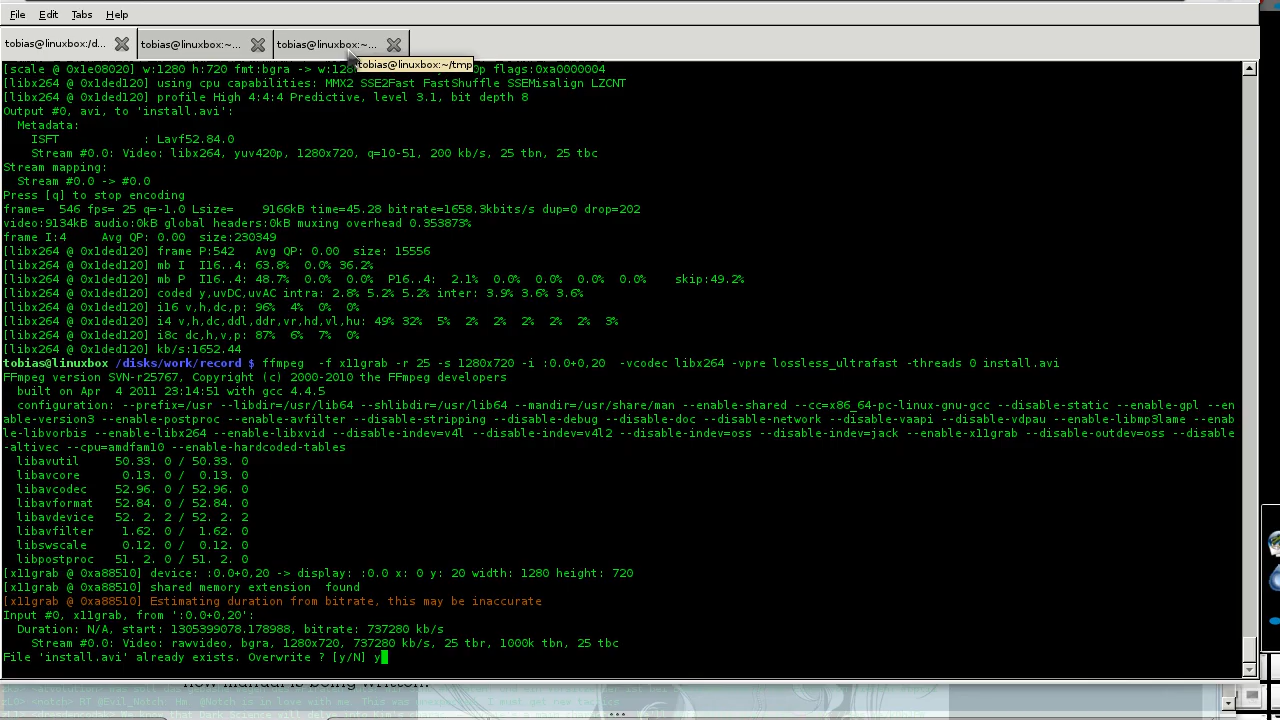 File Edit Tabs Help
tobias@linuxbox:/d... tobias@linuxbox:~... tobias@linuxbox:~...
tobias@linuxbox:~/tmp
[scale @ 0x1e08020] w:1280 h:720 fmt:bgra -> w:128 p flags:0xa0000004
[libx264 @ 0x1ded120] using cpu capabilities: MMX2 SSE2Fast FastShuffle SSEMisalign LZCNT
[libx264 @ 0x1ded120] profile High 4:4:4 Predictive, level 3.1, bit depth 8
Output #0, avi, to 'install.avi':
Metadata:
ISFT : Lavf52.84.0
Stream #0.0: Video: libx264, yuv420p, 1280x720, q=10-51, 200 kb/s, 25 tbn, 25 tbc
Stream mapping:
Stream #0.0 -> #0.0
Press [q] to stop encoding
frame= 546 fps= 25 q=-1.0 Lsize= 9166kB time=45.28 bitrate=1658.3kbits/s dup=0 drop=202
video:9134kB audio:0kB global headers:0kB muxing overhead 0.353873%
frame I:4 Avg QP: 0.00 size:230349
[libx264 @ 0x1ded120] frame P:542 Avg QP: 0.00 size: 15556
[libx264 @ 0x1ded120] mb I I16..4: 63.8% 0.0% 36.2%
[libx264 @ 0x1ded120] mb P I16..4: 48.7% 0.0% 0.0% P16..4: 2.1% 0.0% 0.0% 0.0% 0.0% skip:49.2%
[libx264 @ 0x1ded120] coded y,uvDC,uvAC intra: 2.8% 5.2% 5.2% inter: 3.9% 3.6% 3.6%
[libx264 @ 0x1ded120] i16 v,h,dc,p: 96% 4% 0% 0%
[libx264 @ 0x1ded120] i4 v,h,dc,ddl,ddr,vr,hd,vl,hu: 49% 32% 5% 2% 2% 2% 2% 2% 3%
[libx264 @ 0x1ded120] i8c dc,h,v,p: 87% 6% 7% 0%
[libx264 @ 0x1ded120] kb/s:1652.44
tobias@linuxbox /disks/work/record $ ffmpeg -f x11grab -r 25 -s 1280x720 -i :0.0+0,20 -vcodec libx264 -vpre lossless_ultrafast -threads 0 install.avi
FFmpeg version SVN-r25767, Copyright (c) 2000-2010 the FFmpeg developers
built on Apr 4 2011 23:14:51 with gcc 4.4.5
configuration: --prefix=/usr --libdir=/usr/lib64 --shlibdir=/usr/lib64 --mandir=/usr/share/man --enable-shared --cc=x86_64-pc-linux-gnu-gcc --disable-static --enable-gpl --en
able-version3 --enable-postproc --enable-avfilter --disable-stripping --disable-debug --disable-doc --disable-network --disable-vaapi --disable-vdpau --enable-libmp3lame --enab
le-libvorbis --enable-libx264 --enable-libxvid --disable-indev=v4l --disable-indev=v4l2 --disable-indev=oss --disable-indev=jack --enable-x11grab --disable-outdev=oss --disable
-altivec --cpu=amdfam10 --enable-hardcoded-tables
libavutil 50.33. 0 / 50.33. 0
libavcore 0.13. 0 / 0.13. 0
libavcodec 52.96. 0 / 52.96. 0
libavformat 52.84. 0 / 52.84. 0
libavdevice 52. 2. 2 / 52. 2. 2
libavfilter 1.62. 0 / 1.62. 0
libswscale 0.12. 0 / 0.12. 0
libpostproc 51. 2. 0 / 51. 2. 0
[x11grab @ 0xa88510] device: :0.0+0,20 -> display: :0.0 x: 0 y: 20 width: 1280 height: 720
[x11grab @ 0xa88510] shared memory extension found
[x11grab @ 0xa88510] Estimating duration from bitrate, this may be inaccurate
Input #0, x11grab, from ':0.0+0,20':
Duration: N/A, start: 1305399078.178988, bitrate: 737280 kb/s
Stream #0.0: Video: rawvideo, bgra, 1280x720, 737280 kb/s, 25 tbr, 1000k tbn, 25 tbc
File 'install.avi' already exists. Overwrite ? [y/N] y
new manual is being written.